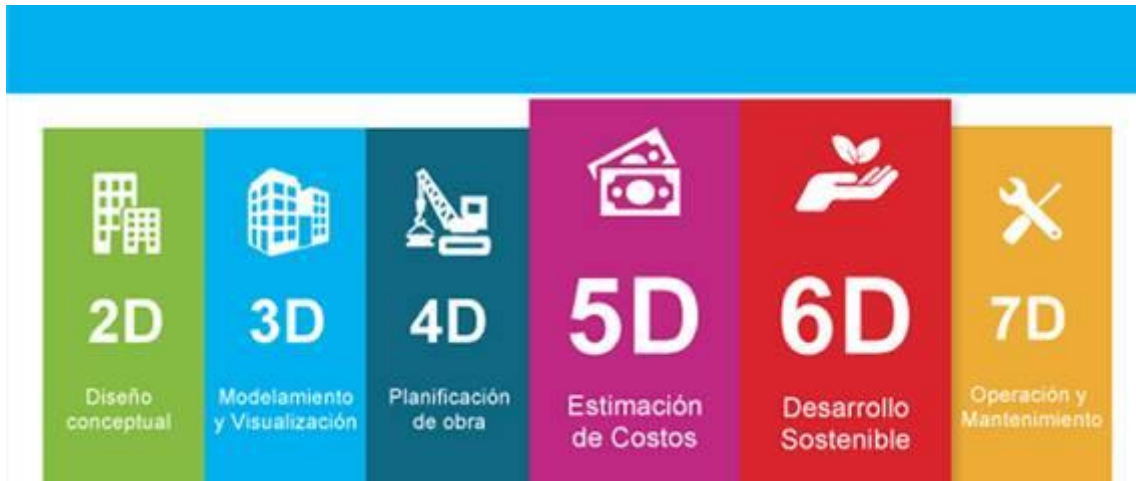 2D
Diseño
conceptual
3D
Modelamiento
y Visualización
4D
Planificación
de obra
5D
Estimación
de Costos
6D
Desarrollo
Sostenible
7D
Operación y
Mantenimiento